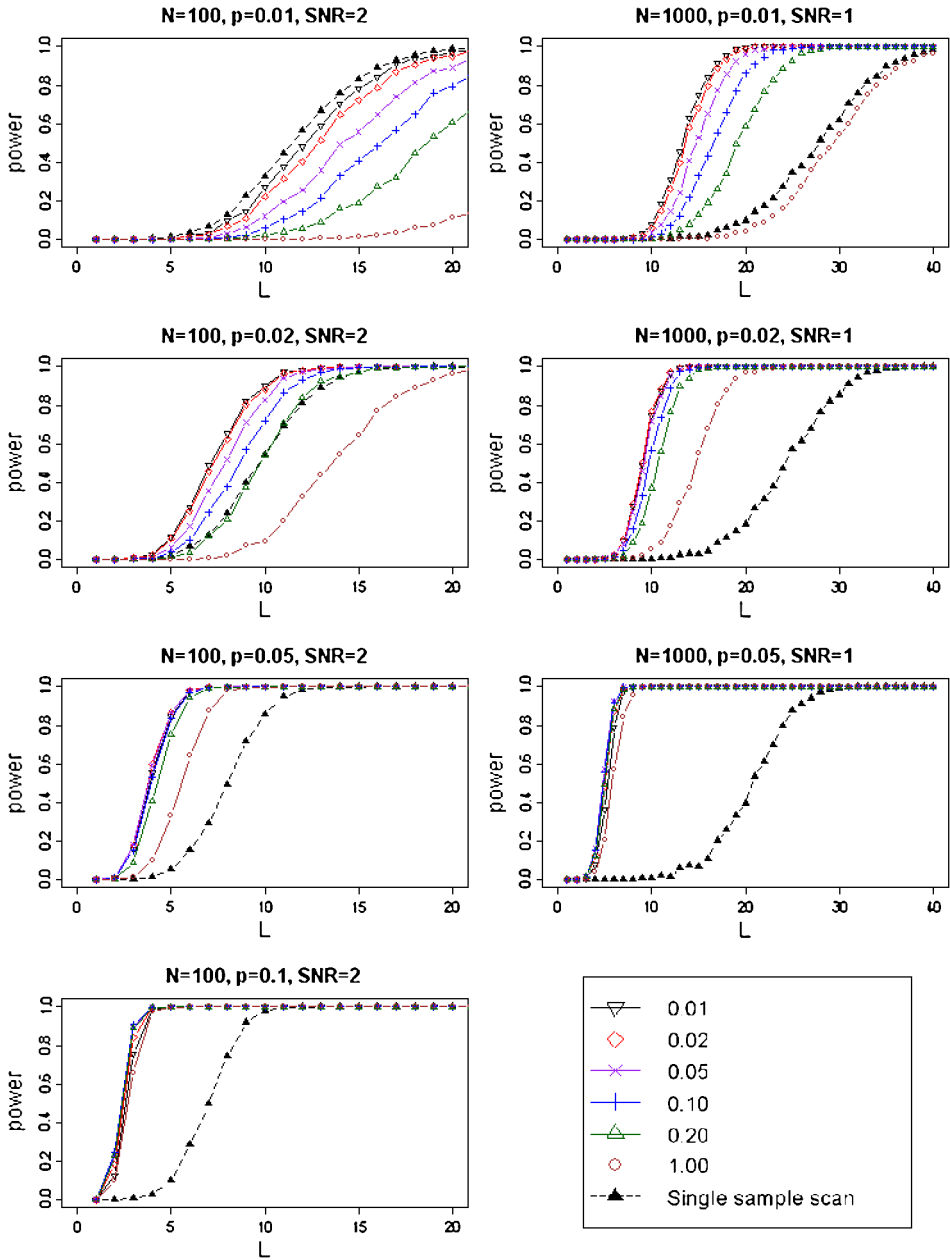 N=100, p=0.01, SNR=2
power
0.0 0.2 0.4 0.6 0.8 1.0
0 5 10 15 20
L
N=1000, p=0.01, SNR=1
power
0.0 0.2 0.4 0.6 0.8 1.0
0 10 20 30 40
L
N=100, p=0.02, SNR=2
power
0.0 0.2 0.4 0.6 0.8 1.0
0 5 10 15 20
L
N=1000, p=0.02, SNR=1
power
0.0 0.2 0.4 0.6 0.8 1.0
0 10 20 30 40
L
N=100, p=0.05, SNR=2
power
0.0 0.2 0.4 0.6 0.8 1.0
0 5 10 15 20
L
N=1000, p=0.05, SNR=1
power
0.0 0.2 0.4 0.6 0.8 1.0
0 10 20 30 40
L
N=100, p=0.1, SNR=2
power
0.0 0.2 0.4 0.6 0.8 1.0
0 5 10 15 20
L
0.01
0.02
0.05
0.10
0.20
1.00
Single sample scan